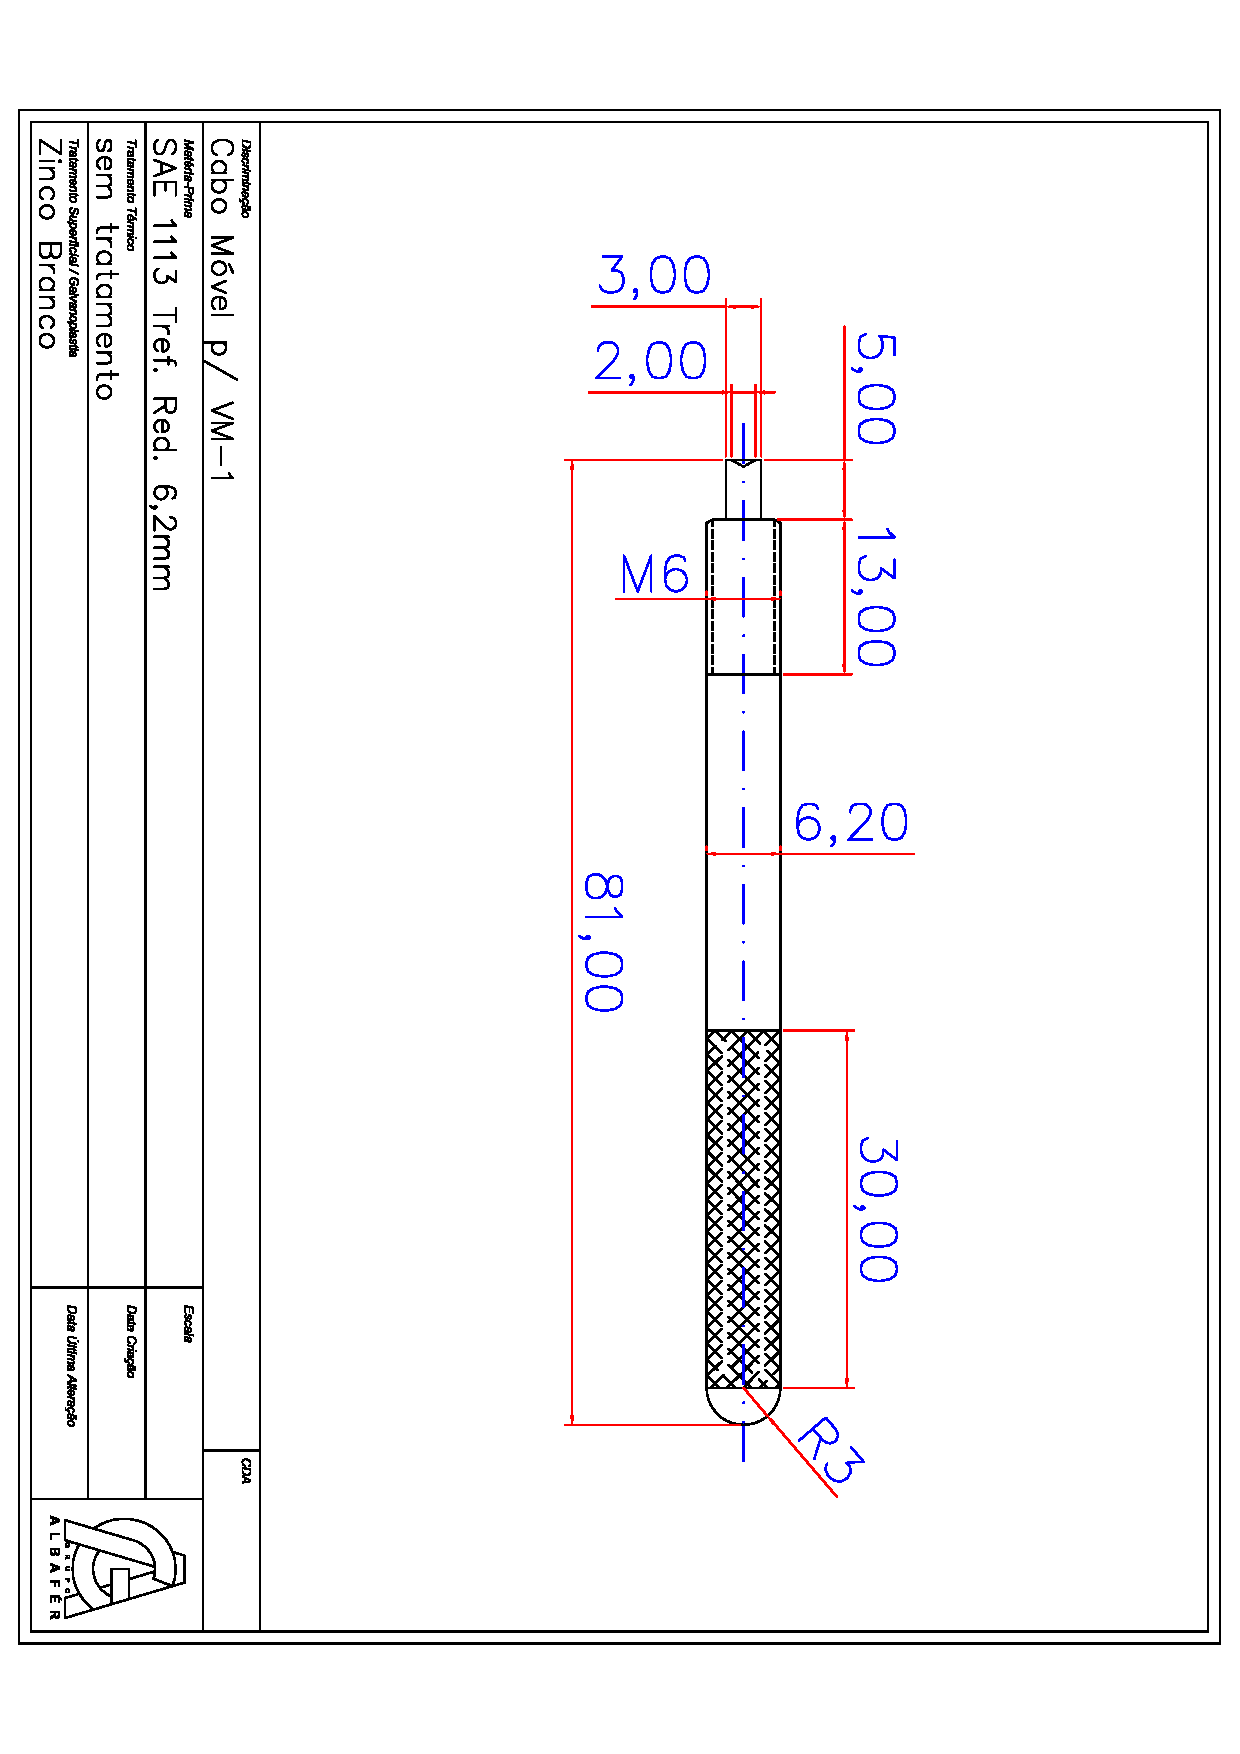 3,00
2,00
5,00
13,00
M6
6,20
81,00
30,00
R3
Discriminação
Cabo Móvel p/ VM-1
CDA
Matéria-Prima
SAE 1113 Tref. Red. 6,2mm
Escala
Tratamento Térmico
sem tratamento
Data Criação
Tratamento Superficial / Galvanoplastia
Zinco Branco
Data Última Alteração
GRUPO
ALBAFÉR